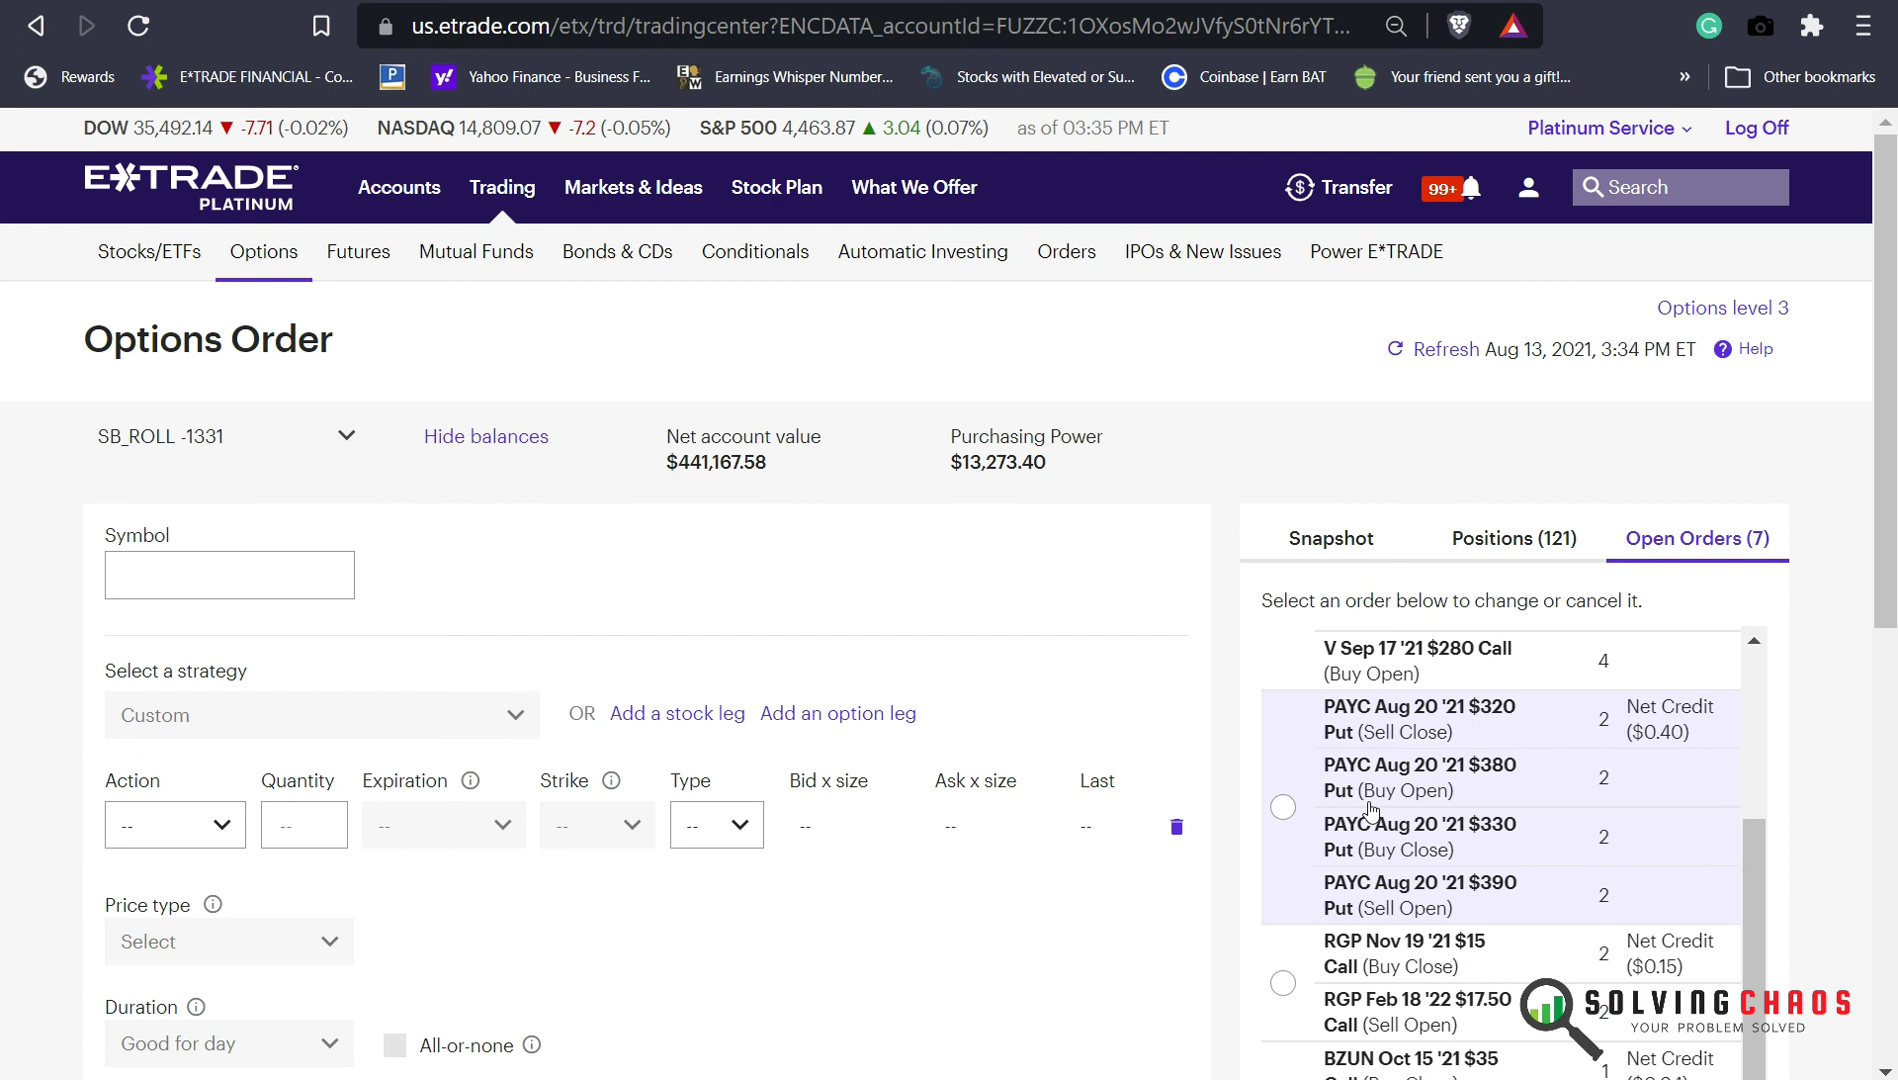 us.etrade.com/etx/trd/tradingcenter?ENCDATA_accountId=FUZZC:1OXosMo2wJVfyS0tNr6rYT...
Rewards E*TRADE FINANCIAL - Co... Yahoo Finance - Business F... Earnings Whisper Number... Stocks with Elevated or Su... Coinbase | Earn BAT Your friend sent you a gift!... » Other bookmarks
DOW 35,492.14 ▼ -7.71 (-0.02%) NASDAQ 14,809.07 ▼ -7.2 (-0.05%) S&P 500 4,463.87 ▲ 3.04 (0.07%) as of 03:35 PM ET Platinum Service Log Off
E*TRADE Accounts Trading Markets & Ideas Stock Plan What We Offer Transfer 99+ Search
PLATINUM
Stocks/ETFs Options Futures Mutual Funds Bonds & CDs Conditionals Automatic Investing Orders IPOs & New Issues Power E*TRADE
Options level 3
Options Order
Refresh Aug 13, 2021, 3:34 PM ET Help
SB_ROLL -1331 Hide balances Net account value Purchasing Power
$441,167.58 $13,273.40
Symbol
Select a strategy
Custom OR Add a stock leg Add an option leg
Action Quantity Expiration Strike Type Bid x size Ask x size Last
-- -- -- -- -- -- -- --
Price type
Select
Duration
Good for day All-or-none
Snapshot Positions (121) Open Orders (7)
Select an order below to change or cancel it.
V Sep 17 '21 $280 Call
(Buy Open) 4
PAYC Aug 20 '21 $320 Net Credit
Put (Sell Close) 2 ($0.40)
PAYC Aug 20 '21 $380
Put (Buy Open) 2
PAYC Aug 20 '21 $330
Put (Buy Close) 2
PAYC Aug 20 '21 $390
Put (Sell Open) 2
RGP Nov 19 '21 $15 Net Credit
Call (Buy Close) 2 ($0.15)
RGP Feb 18 '22 $17.50
Call (Sell Open) 2
SOLVINGCHAOS
YOUR PROBLEM SOLVED
BZUN Oct 15 '21 $35 Net Credit
1